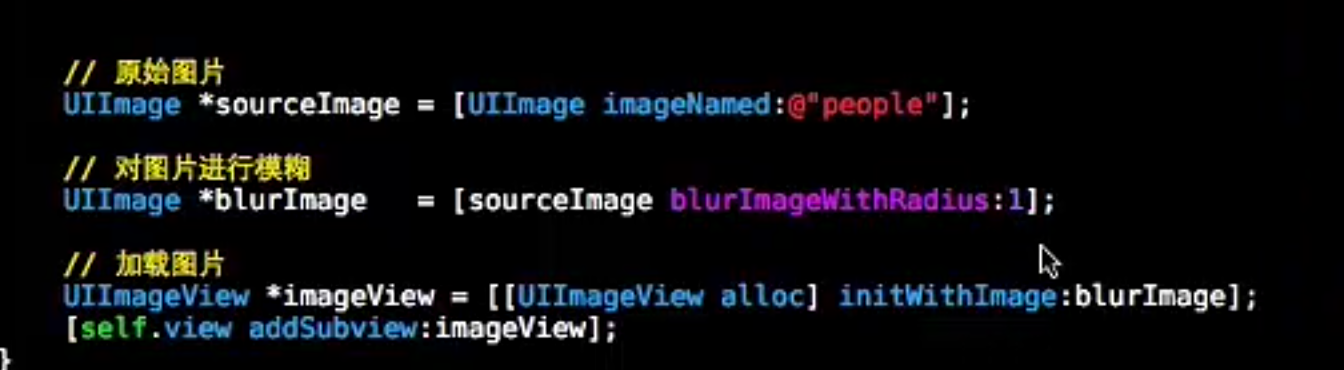 // 原始图片
UIImage *sourceImage = [UIImage imageNamed:@"people"];
// 对图片进行模糊
UIImage *blurImage   = [sourceImage blurImageWithRadius:1];
// 加载图片
UIImageView *imageView = [[UIImageView alloc] initWithImage:blurImage];
[self.view addSubview:imageView];
}